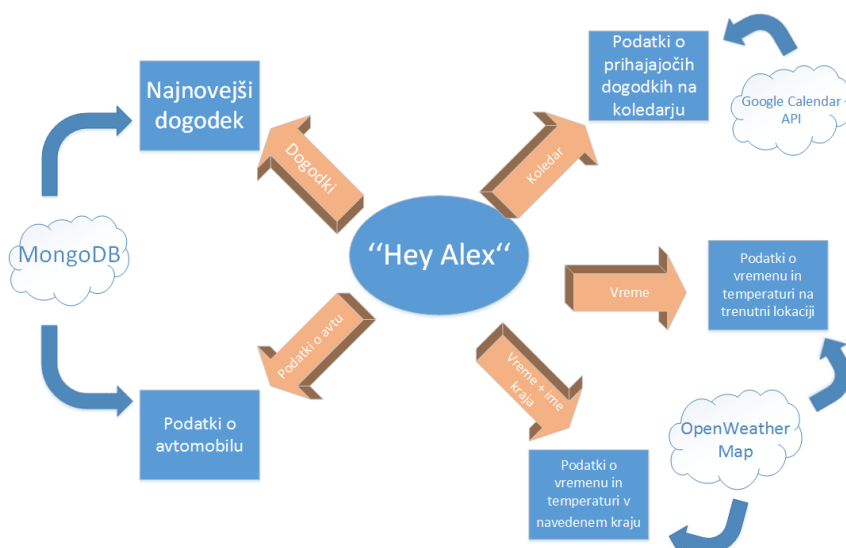 Najnovejši
dogodek
Podatki o
prihajajočih
dogodkih na
koledarju
Google Calendar
API
Dogodki
Koledar
MongoDB
“Hey Alex“
Vreme
Podatki o
vremenu in
temperaturi na
trenutni lokaciji
Podatki o avtu
Vreme + ime
kraja
Podatki o
avtomobilu
OpenWeather
Map
Podatki o
vremenu in
temperaturi v
navedenem kraju